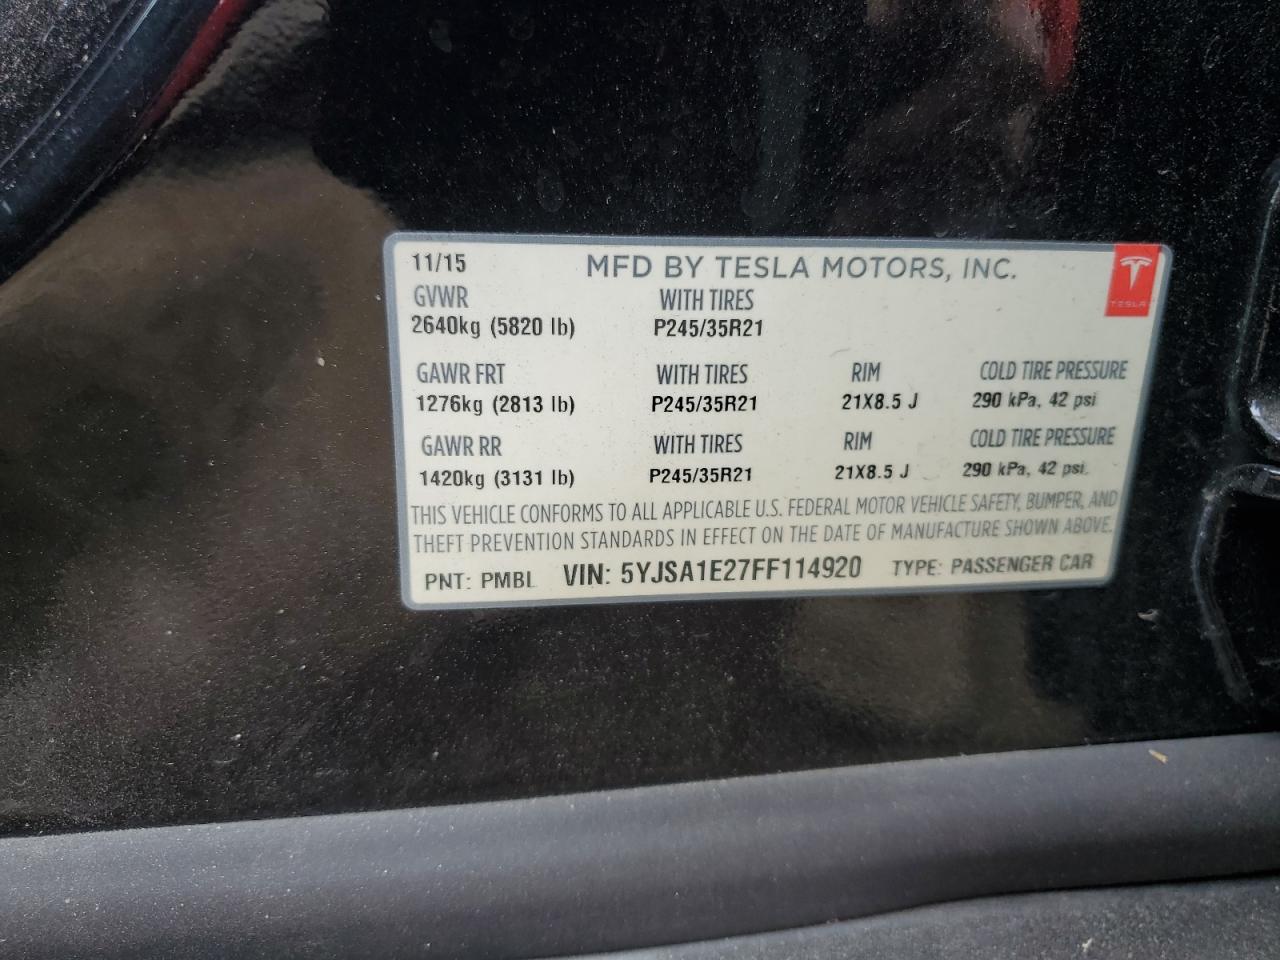 11/15 MFD BY TESLA MOTORS, INC.
TESLA
GVWR WITH TIRES
2640kg (5820 lb) P245/35R21
GAWR FRT WITH TIRES RIM COLD TIRE PRESSURE
1276kg (2813 lb) P245/35R21 21X8.5 J 290 kPa, 42 psi
GAWR RR WITH TIRES RIM COLD TIRE PRESSURE
1420kg (3131 lb) P245/35R21 21X8.5 J 290 kPa, 42 psi
THIS VEHICLE CONFORMS TO ALL APPLICABLE U.S. FEDERAL MOTOR VEHICLE SAFETY, BUMPER, AND
THEFT PREVENTION STANDARDS IN EFFECT ON THE DATE OF MANUFACTURE SHOWN ABOVE.
PNT: PMBL VIN: 5YJSA1E27FF114920 TYPE: PASSENGER CAR